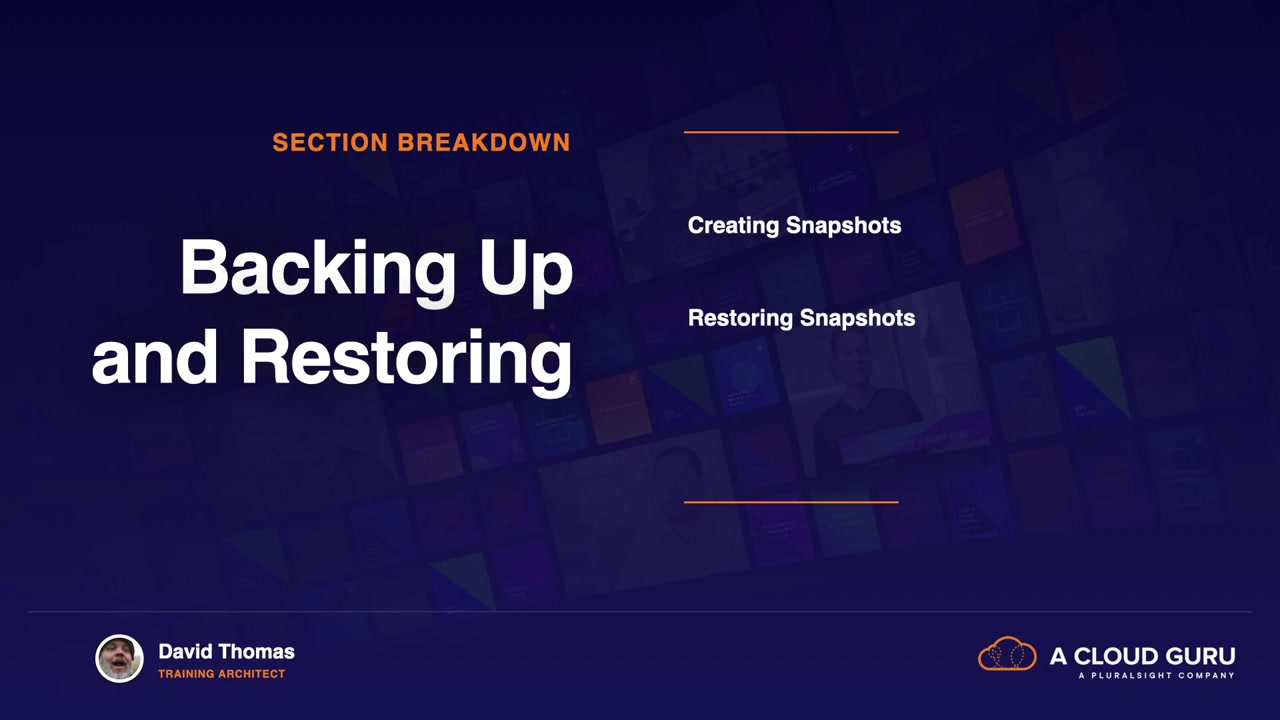 SECTION BREAKDOWN
Backing Up
and Restoring
Creating Snapshots
Restoring Snapshots
David Thomas
TRAINING ARCHITECT
A CLOUD GURU
A PLURALSIGHT COMPANY